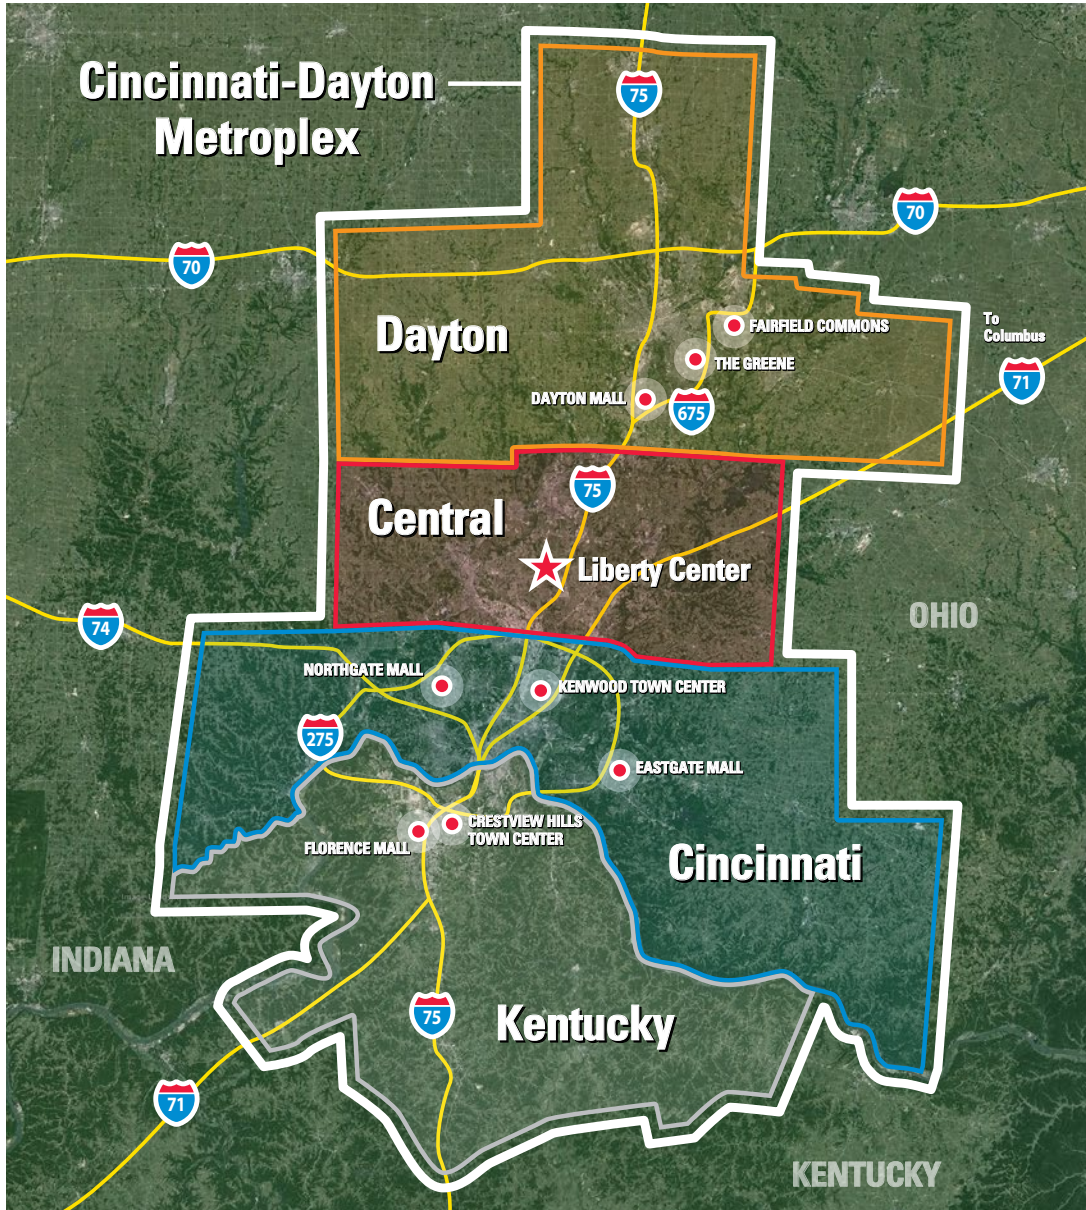 Cincinnati-Dayton
Metroplex
75
70
70
Dayton
FAIRFIELD COMMONS
To
Columbus
THE GREENE
71
DAYTON MALL
675
75
Central
Liberty Center
OHIO
74
NORTHGATE MALL
KENWOOD TOWN CENTER
275
EASTGATE MALL
CRESTVIEW HILLS
TOWN CENTER
FLORENCE MALL
Cincinnati
INDIANA
75
Kentucky
71
KENTUCKY